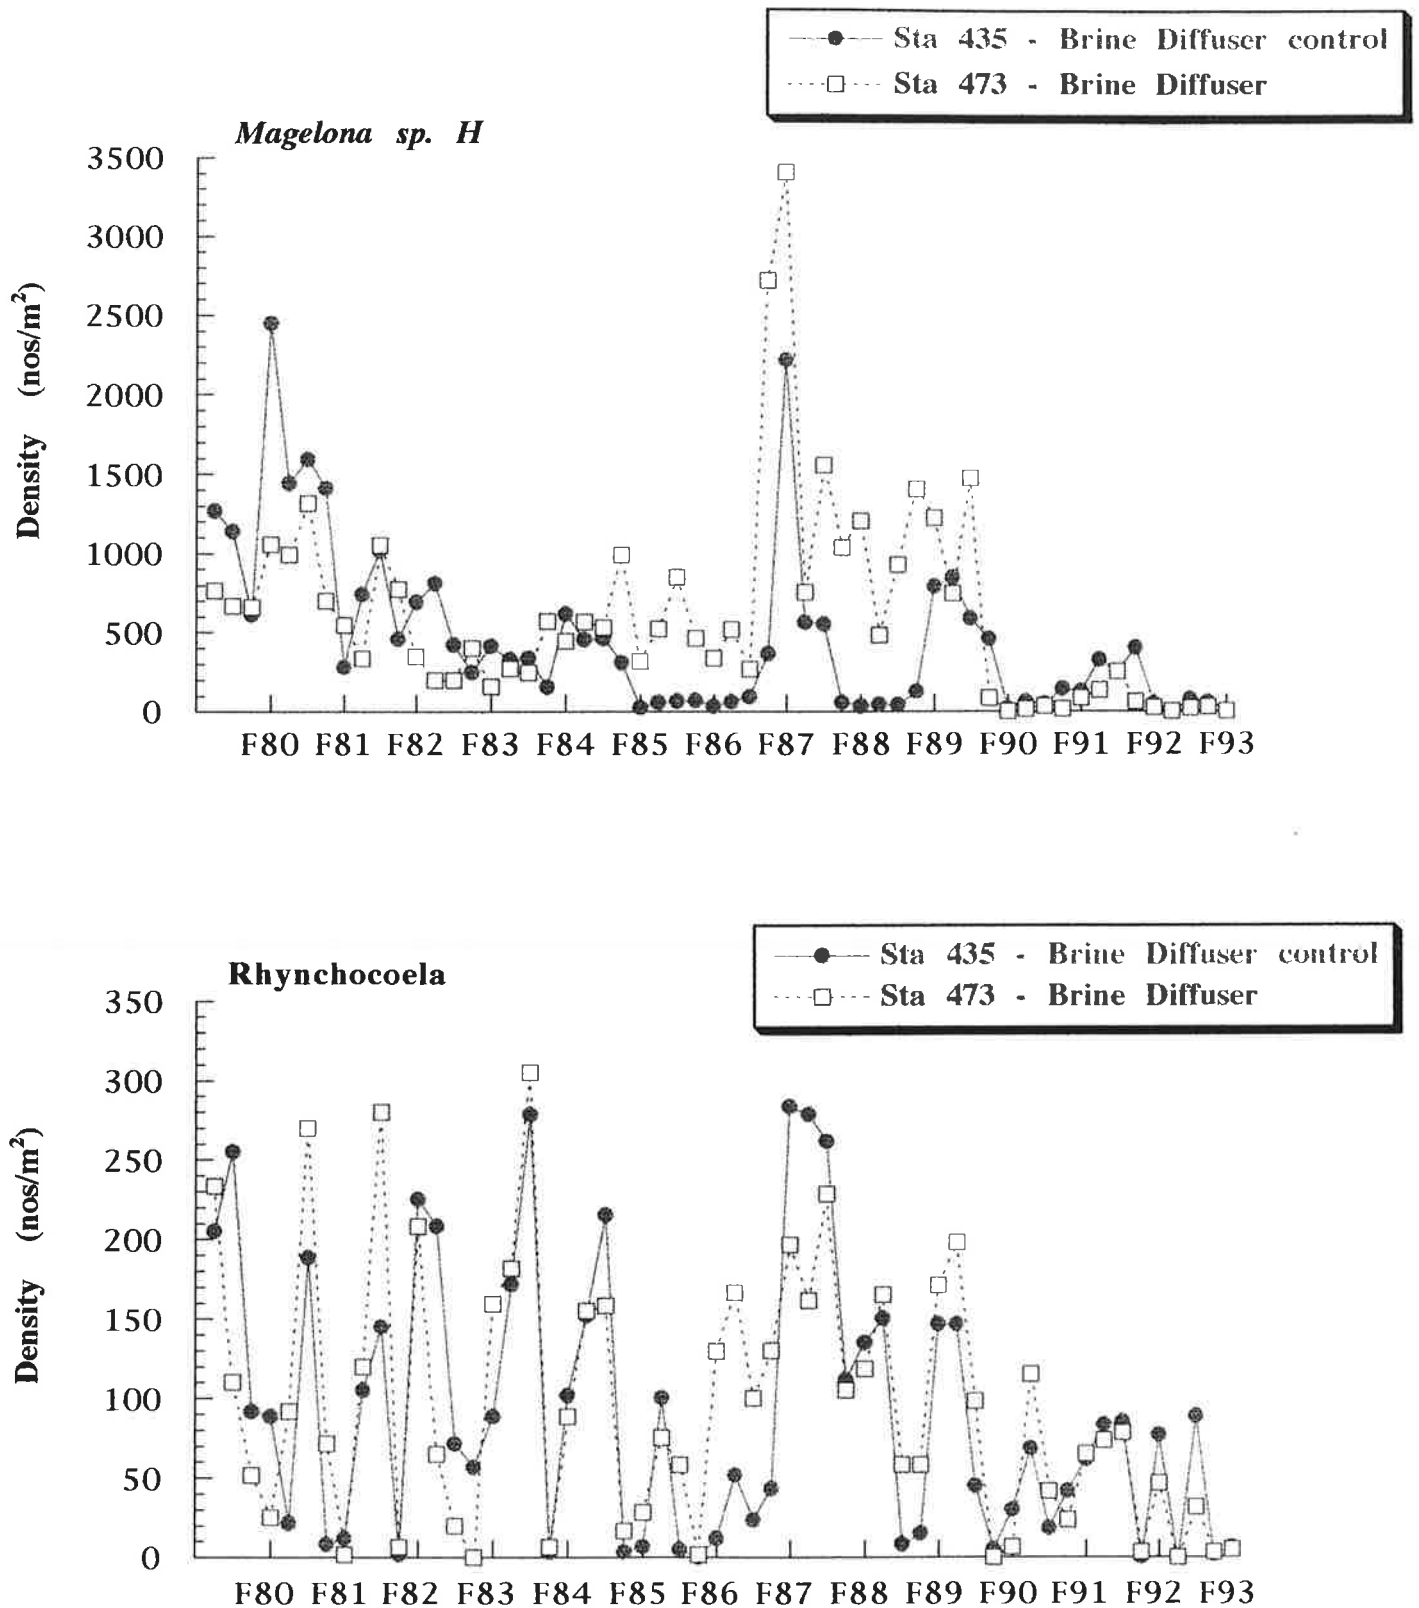 Sta 435 - Brine Diffuser control
Sta 473 - Brine Diffuser
Magelona sp. H
3500
3000
2500
2000
1500
1000
500
0
Density (nos/m²)
F80 F81 F82 F83 F84 F85 F86 F87 F88 F89 F90 F91 F92 F93
Sta 435 - Brine Diffuser control
Sta 473 - Brine Diffuser
Rhynchocoela
350
300
250
200
150
100
50
0
Density (nos/m²)
F80 F81 F82 F83 F84 F85 F86 F87 F88 F89 F90 F91 F92 F93